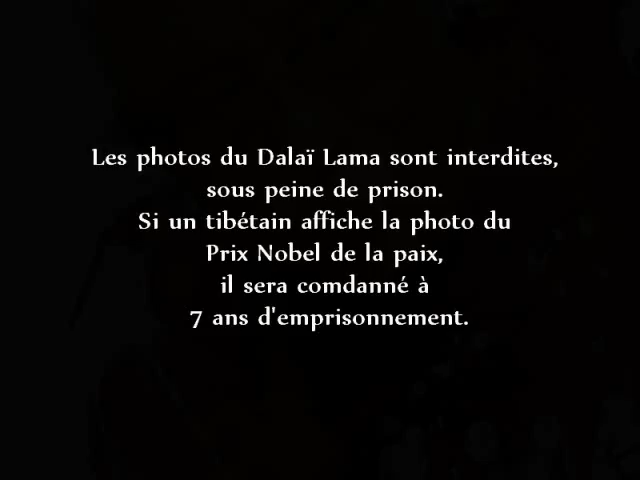 Les photos du Dalaï Lama sont interdites,
sous peine de prison.
Si un tibétain affiche la photo du
Prix Nobel de la paix,
il sera comdanné à
7 ans d'emprisonnement.